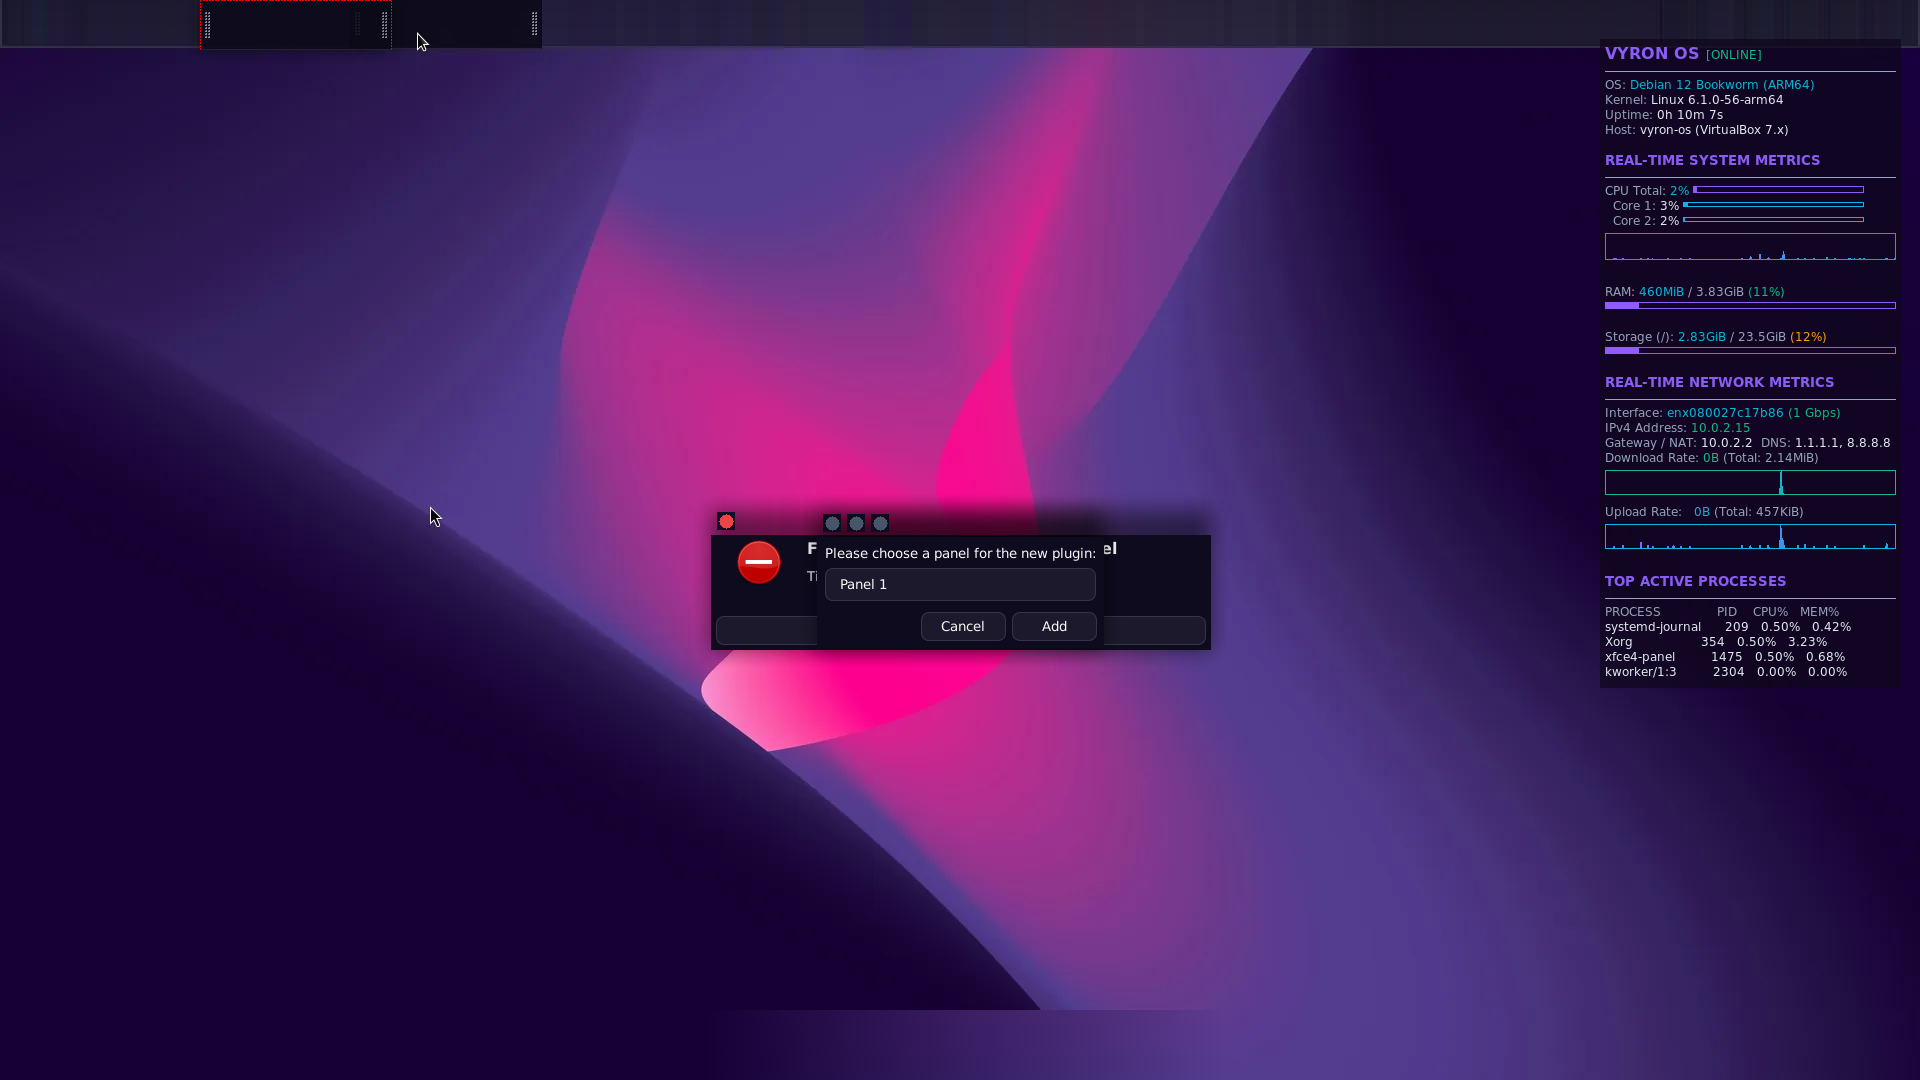 VYRON OS [ONLINE]
OS: Debian 12 Bookworm (ARM64)
Kernel: Linux 6.1.0-56-arm64
Uptime: 0h 10m 7s
Host: vyron-os (VirtualBox 7.x)
REAL-TIME SYSTEM METRICS
CPU Total: 2%
Core 1: 3%
Core 2: 2%
RAM: 460MiB / 3.83GiB (11%)
Storage (/): 2.83GiB / 23.5GiB (12%)
REAL-TIME NETWORK METRICS
Interface: enx080027c17b86 (1 Gbps)
IPv4 Address: 10.0.2.15
Gateway / NAT: 10.0.2.2 DNS: 1.1.1.1, 8.8.8.8
Download Rate: 0B (Total: 2.14MiB)
Upload Rate: 0B (Total: 457KiB)
TOP ACTIVE PROCESSES
PROCESS PID CPU% MEM%
systemd-journal 209 0.50% 0.42%
Xorg 354 0.50% 3.23%
xfce4-panel 1475 0.50% 0.68%
kworker/1:3 2304 0.00% 0.00%
Please choose a panel for the new plugin:
Panel 1
Cancel Add